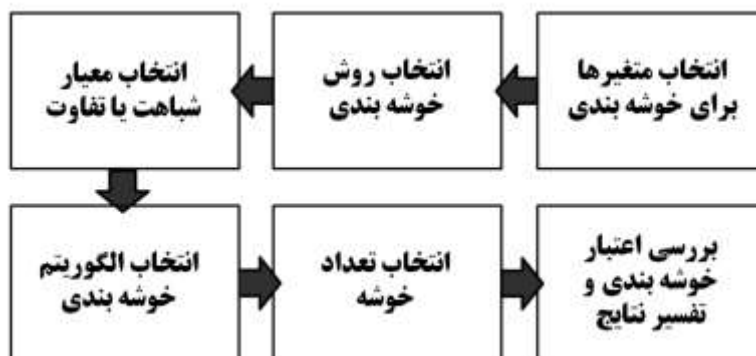 انتخاب متغیرها
برای خوشه بندی
انتخاب روش
خوشه بندی
انتخاب معیار
شباهت یا تفاوت
انتخاب الگوریتم
خوشه بندی
انتخاب تعداد
خوشه
بررسی اعتبار
خوشه بندی و
تفسیر نتایج